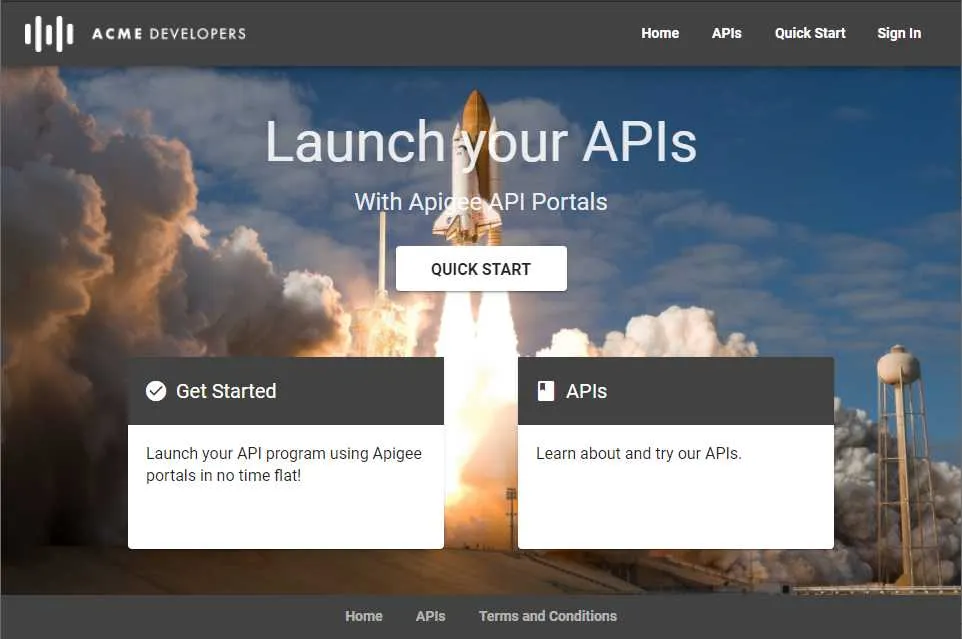 ACME DEVELOPERS
Home APIs Quick Start Sign In
Launch your APIs
With Apigee API Portals
QUICK START
Get Started
Launch your API program using Apigee
portals in no time flat!
APIs
Learn about and try our APIs.
Home APIs Terms and Conditions